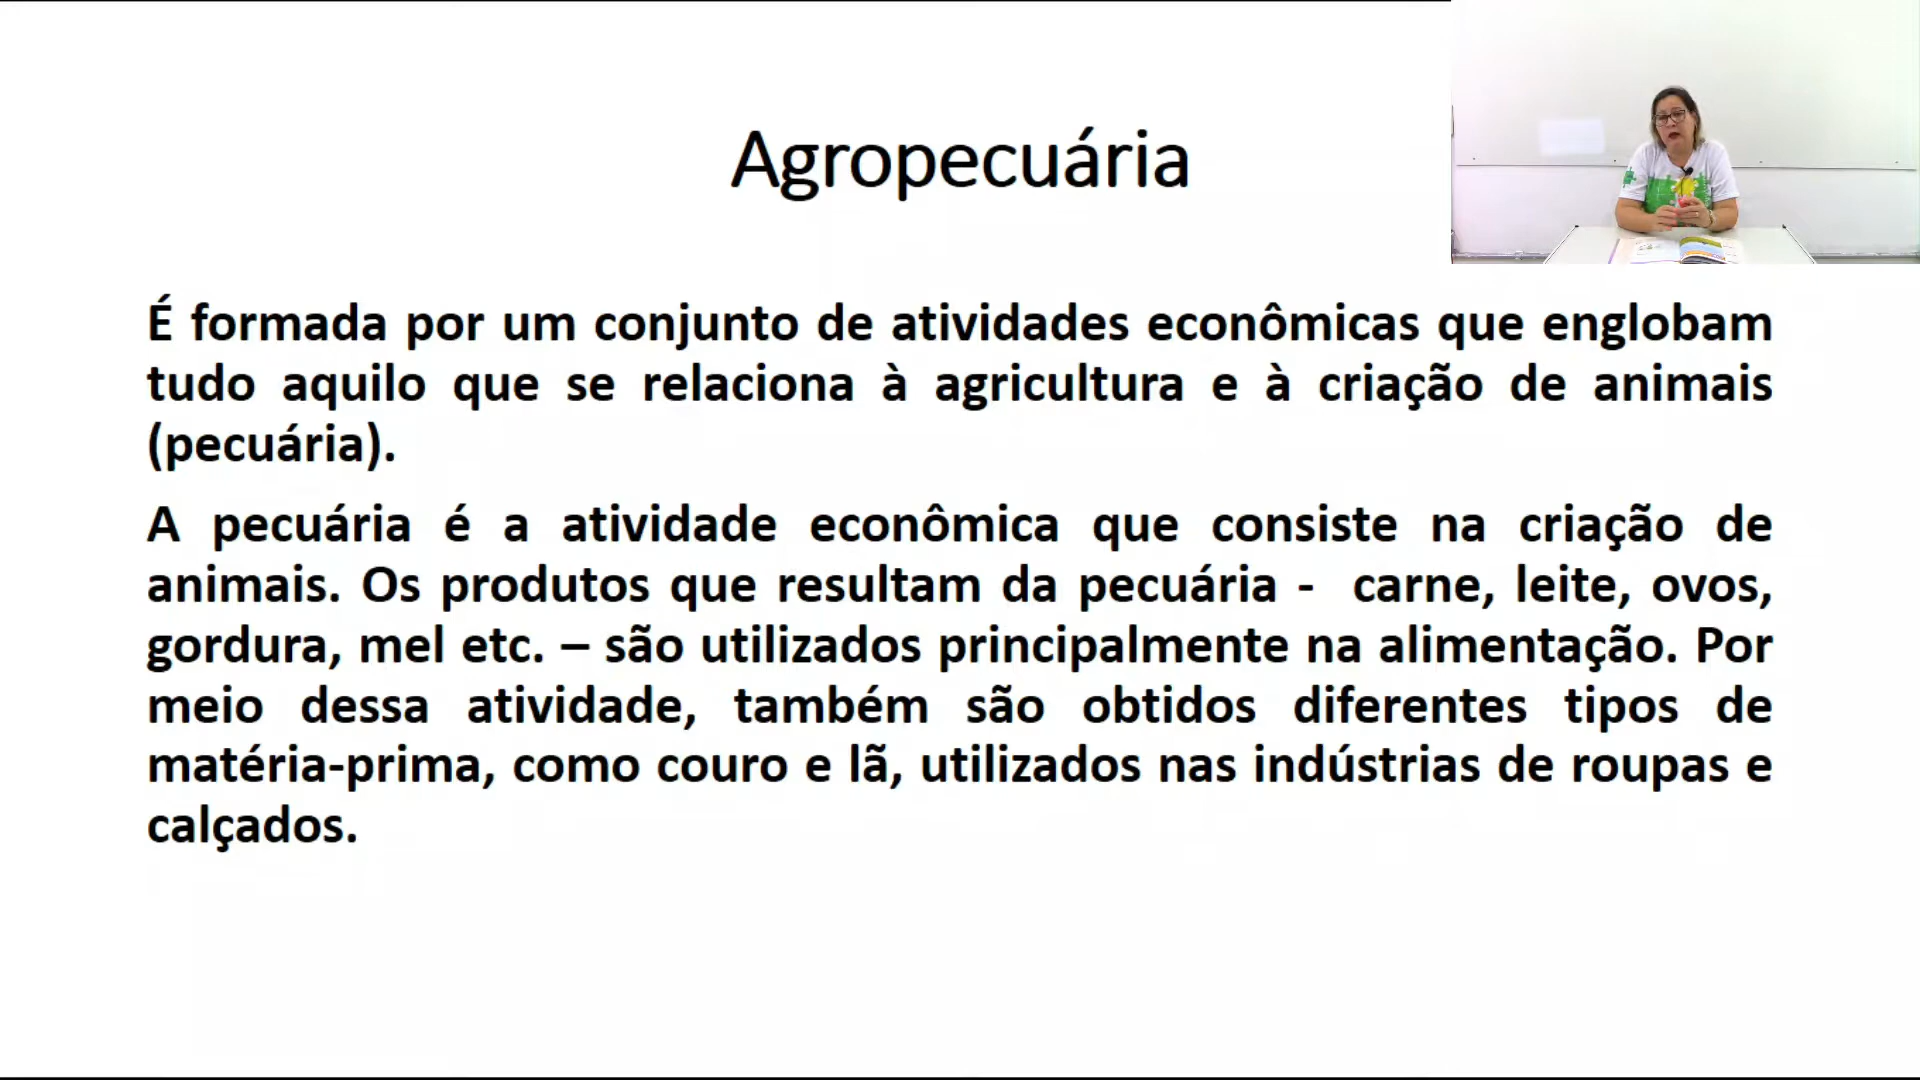 Agropecuária
É formada por um conjunto de atividades econômicas que englobam
tudo aquilo que se relaciona à agricultura e à criação de animais
(pecuária).
A pecuária é a atividade econômica que consiste na criação de
animais. Os produtos que resultam da pecuária - carne, leite, ovos,
gordura, mel etc. – são utilizados principalmente na alimentação. Por
meio dessa atividade, também são obtidos diferentes tipos de
matéria-prima, como couro e lã, utilizados nas indústrias de roupas e
calçados.